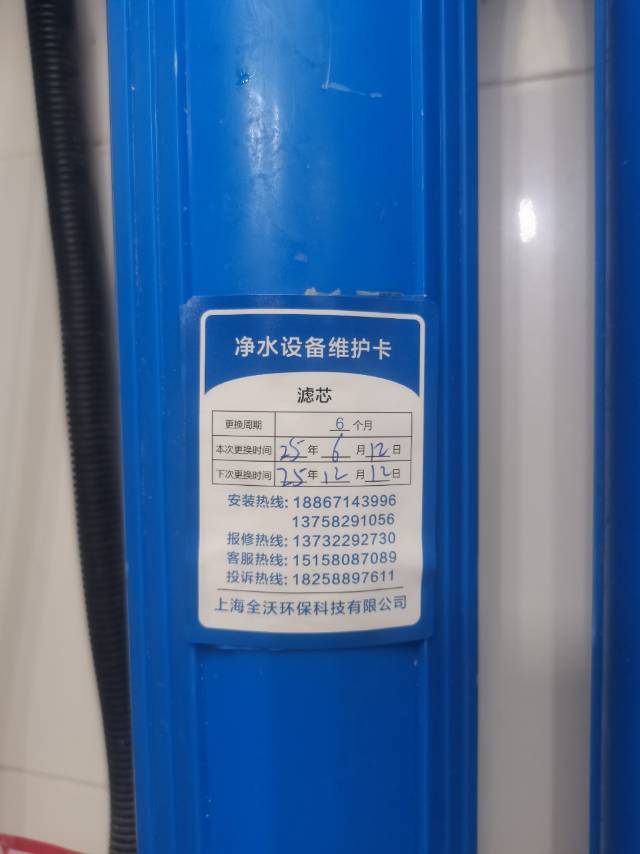 净水设备维护卡
滤芯
更换周期 6 个月
本次更换时间 25 年 6 月 12 日
下次更换时间 25 年 12 月 12 日
安装热线: 18867143996
13758291056
报修热线: 13732292730
客服热线: 15158087089
投诉热线: 18258897611
上海全沃环保科技有限公司